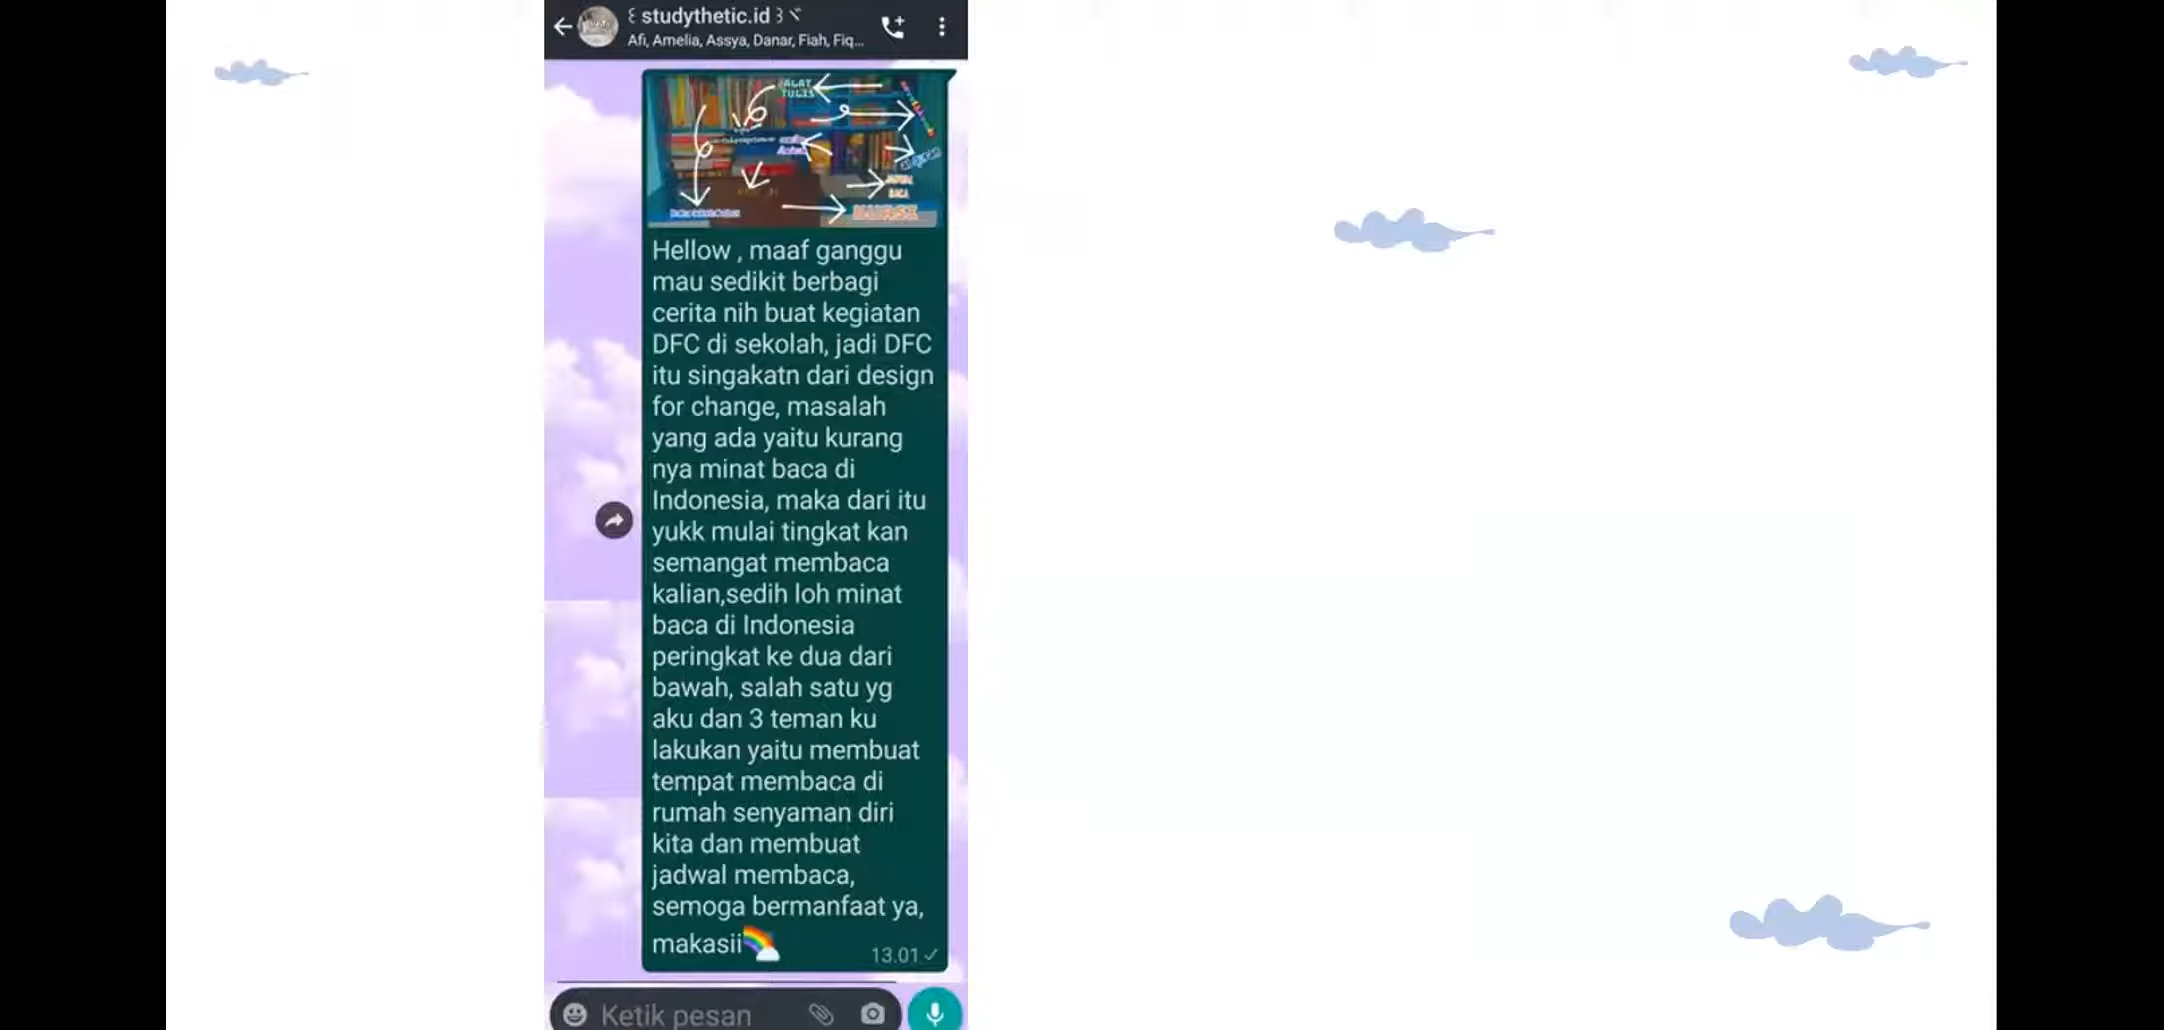 studythetic.id
Afi, Amelia, Assya, Danar, Fiah, Fiq...
ALAT
TULIS
BACA
KURSI
Hellow , maaf ganggu
mau sedikit berbagi
cerita nih buat kegiatan
DFC di sekolah, jadi DFC
itu singakatn dari design
for change, masalah
yang ada yaitu kurang
nya minat baca di
Indonesia, maka dari itu
yukk mulai tingkat kan
semangat membaca
kalian,sedih loh minat
baca di Indonesia
peringkat ke dua dari
bawah, salah satu yg
aku dan 3 teman ku
lakukan yaitu membuat
tempat membaca di
rumah senyaman diri
kita dan membuat
jadwal membaca,
semoga bermanfaat ya,
makasii🌈
13.01
Ketik pesan